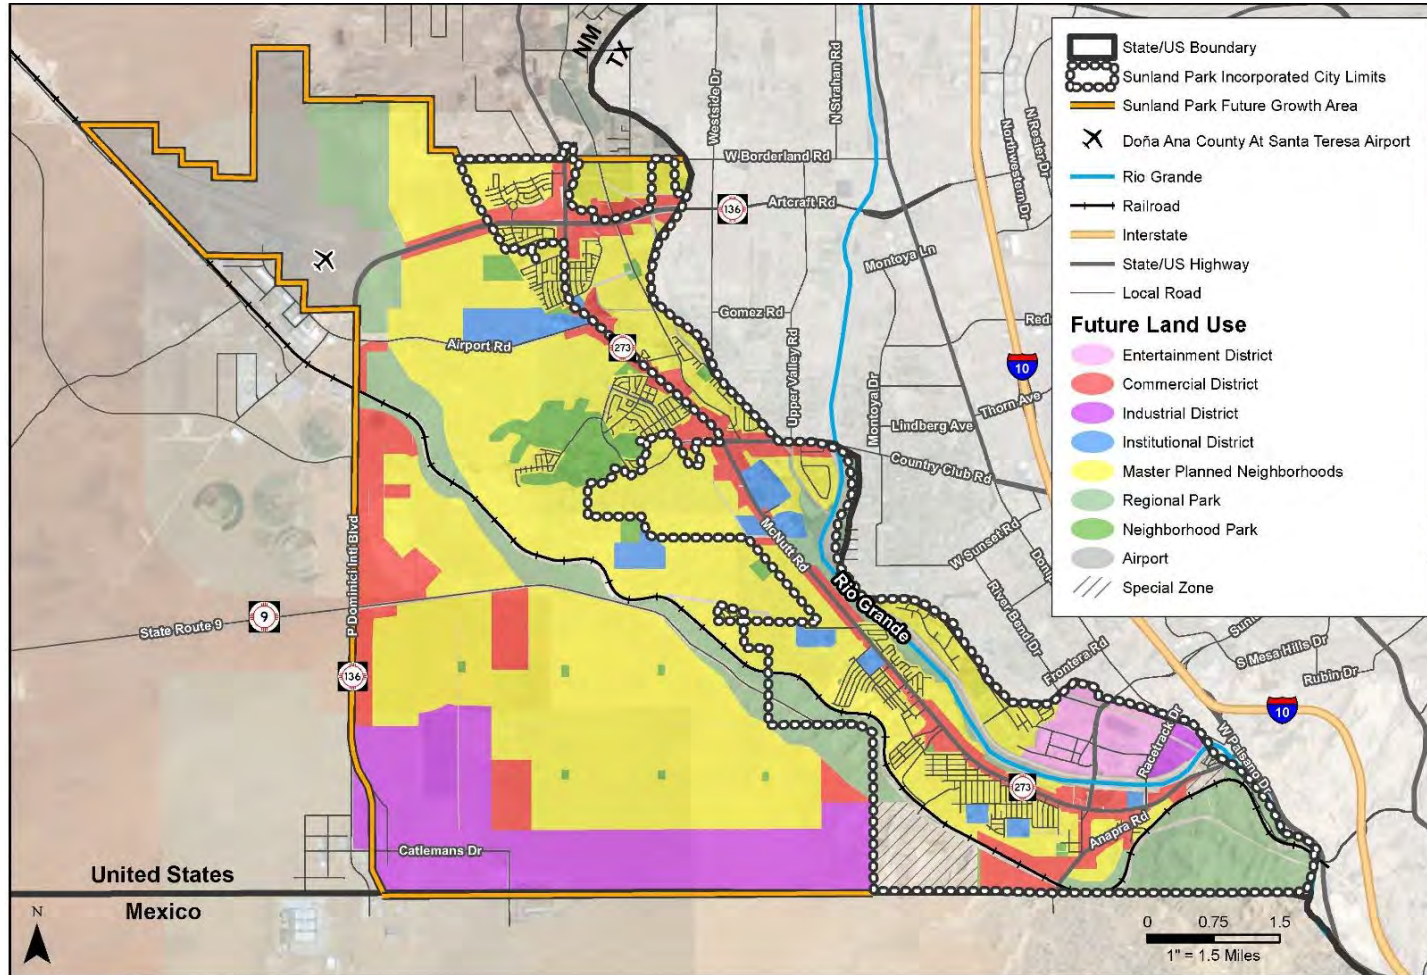 NM
TX
Westside Dr
N Strahan Rd
N Resler Dr
Northwestern Dr
W Borderland Rd
136
Artcraft Rd
Montoya Ln
Gomez Rd
Red
Airport Rd
273
Upper Valley Rd
Montoya Dr
10
Thorn Ave
Lindberg Ave
Country Club Rd
P Dominici Intl Blvd
McNutt Rd
W Sunset Rd
Rio Grande
River Bend Dr
State Route 9
9
136
Frontera Rd
S Mesa Hills Dr
Rubin Dr
10
Racetrack Dr
W Paisano Dr
273
Anapra Rd
Catlemans Dr
United States
Mexico
N
0 0.75 1.5
1" = 1.5 Miles
State/US Boundary
Sunland Park Incorporated City Limits
Sunland Park Future Growth Area
Doña Ana County At Santa Teresa Airport
Rio Grande
Railroad
Interstate
State/US Highway
Local Road
Future Land Use
Entertainment District
Commercial District
Industrial District
Institutional District
Master Planned Neighborhoods
Regional Park
Neighborhood Park
Airport
Special Zone